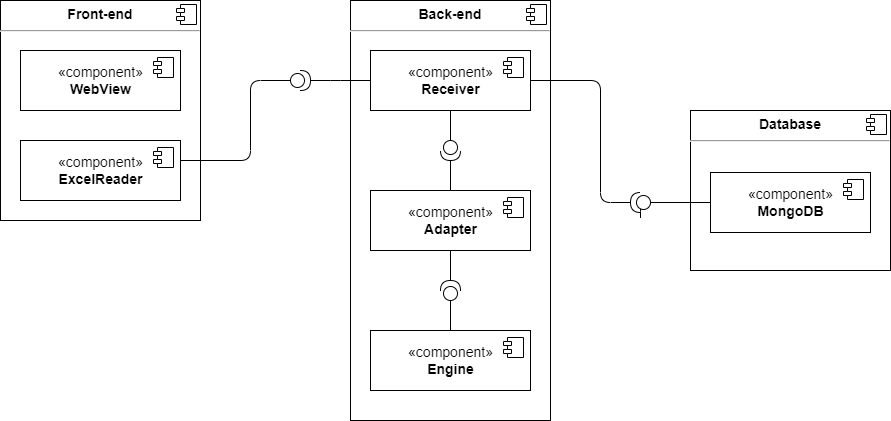 Front-end
«component»
WebView
«component»
ExcelReader
Back-end
«component»
Receiver
«component»
Adapter
«component»
Engine
Database
«component»
MongoDB